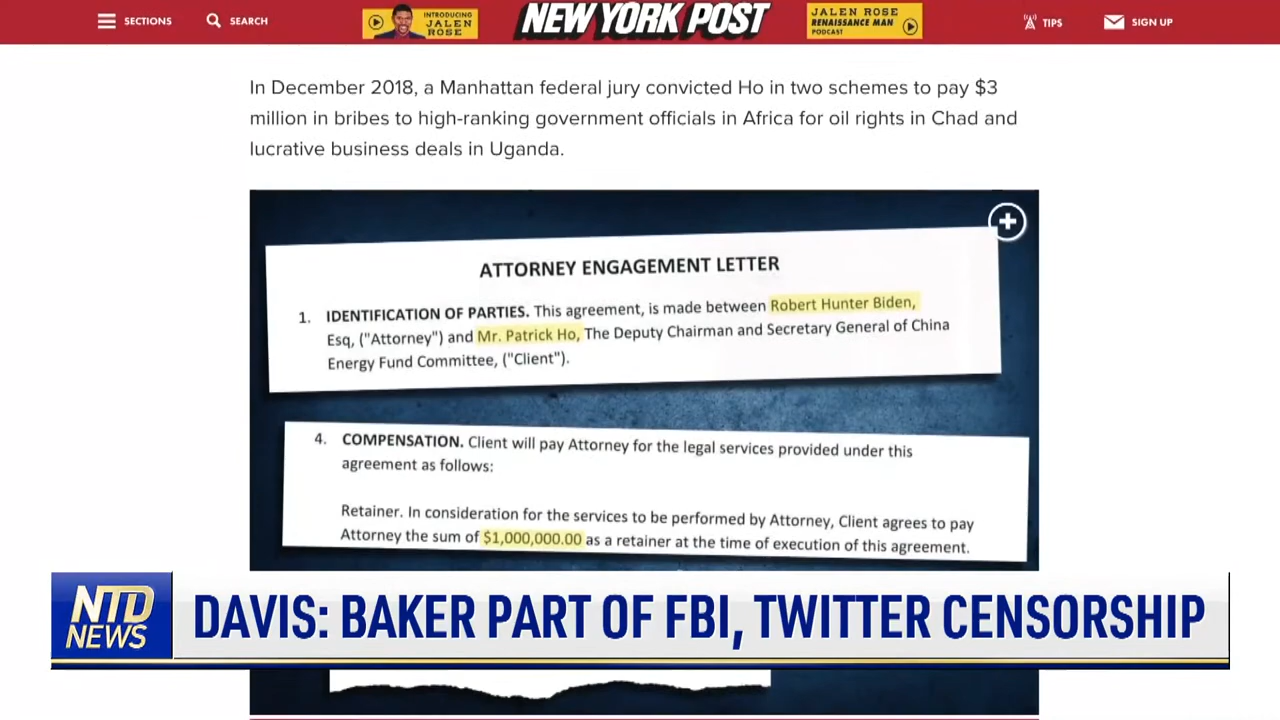 SECTIONS
SEARCH
INTRODUCING
JALEN
ROSE
NEW YORK POST
JALEN ROSE
RENAISSANCE MAN
PODCAST
TIPS
SIGN UP
In December 2018, a Manhattan federal jury convicted Ho in two schemes to pay $3
million in bribes to high-ranking government officials in Africa for oil rights in Chad and
lucrative business deals in Uganda.
ATTORNEY ENGAGEMENT LETTER
1. IDENTIFICATION OF PARTIES. This agreement, is made between Robert Hunter Biden,
Esq, ("Attorney") and Mr. Patrick Ho, The Deputy Chairman and Secretary General of China
Energy Fund Committee, ("Client").
4. COMPENSATION. Client will pay Attorney for the legal services provided under this
agreement as follows:
Retainer. In consideration for the services to be performed by Attorney, Client agrees to pay
Attorney the sum of $1,000,000.00 as a retainer at the time of execution of this agreement.
NTD
NEWS
DAVIS: BAKER PART OF FBI, TWITTER CENSORSHIP